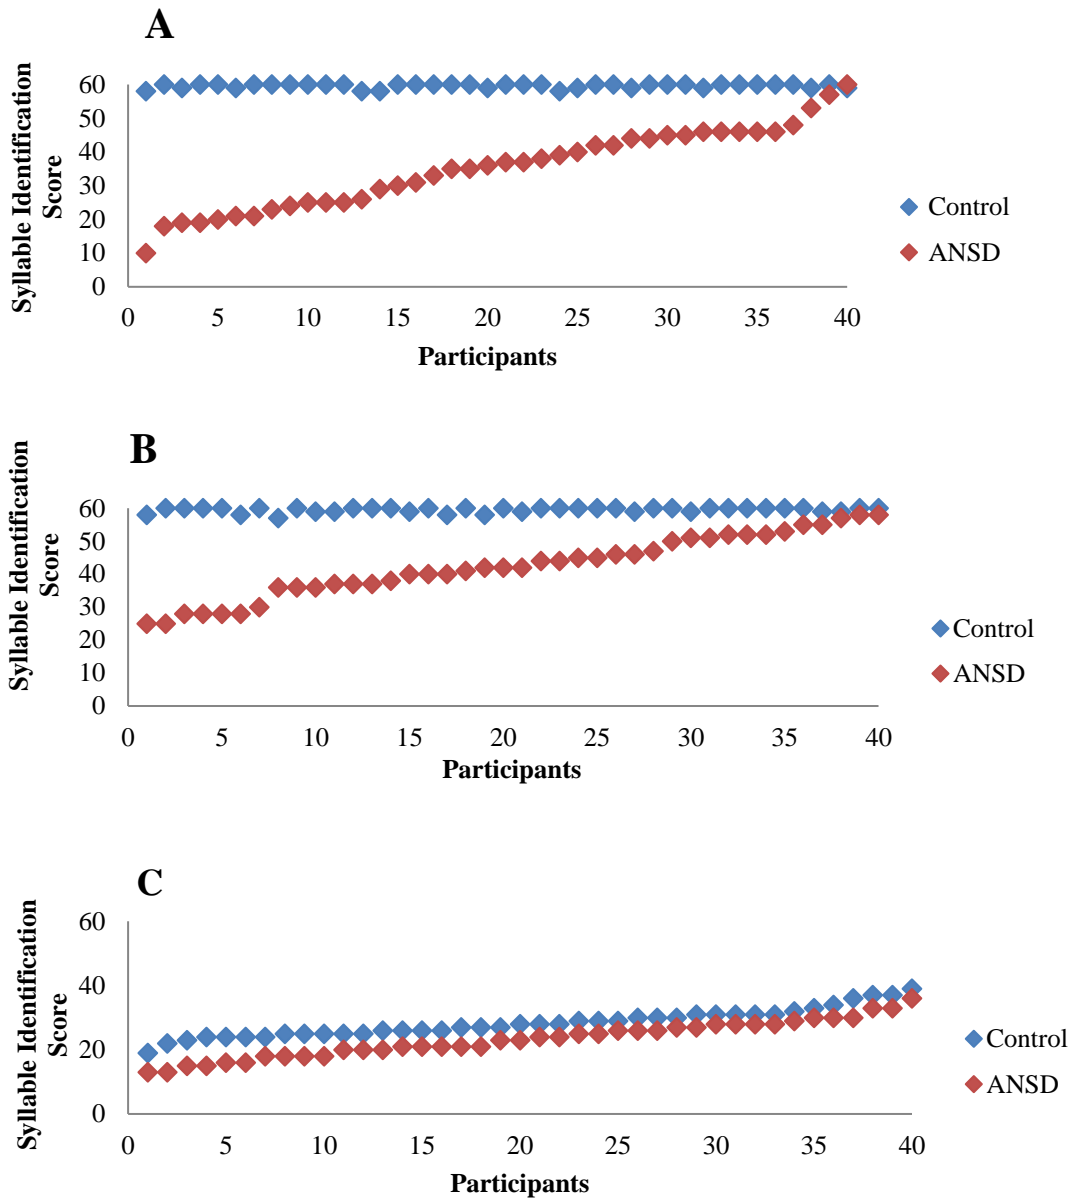 A
Syllable Identification
Score
60
50
40
30
20
10
0
0 5 10 15 20 25 30 35 40
Participants
Control
ANSD
B
Syllable Identification
Score
60
50
40
30
20
10
0
0 5 10 15 20 25 30 35 40
Participants
Control
ANSD
C
Syllable Identification
Score
60
40
20
0
0 5 10 15 20 25 30 35 40
Participants
Control
ANSD